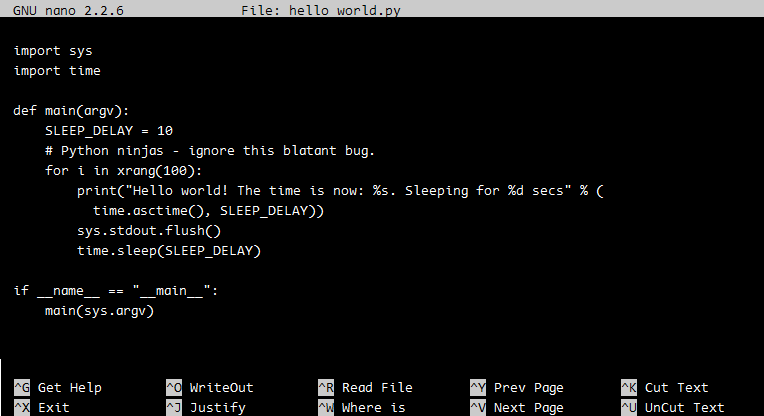 GNU nano 2.2.6 File: hello world.py
import sys
import time
def main(argv):
SLEEP_DELAY = 10
# Python ninjas - ignore this blatant bug.
for i in xrang(100):
print("Hello world! The time is now: %s. Sleeping for %d secs" % (
time.asctime(), SLEEP_DELAY))
sys.stdout.flush()
time.sleep(SLEEP_DELAY)
if __name__ == "__main__":
main(sys.argv)
^G Get Help ^O WriteOut ^R Read File ^Y Prev Page ^K Cut Text
^X Exit ^J Justify ^W Where is ^V Next Page ^U UnCut Text